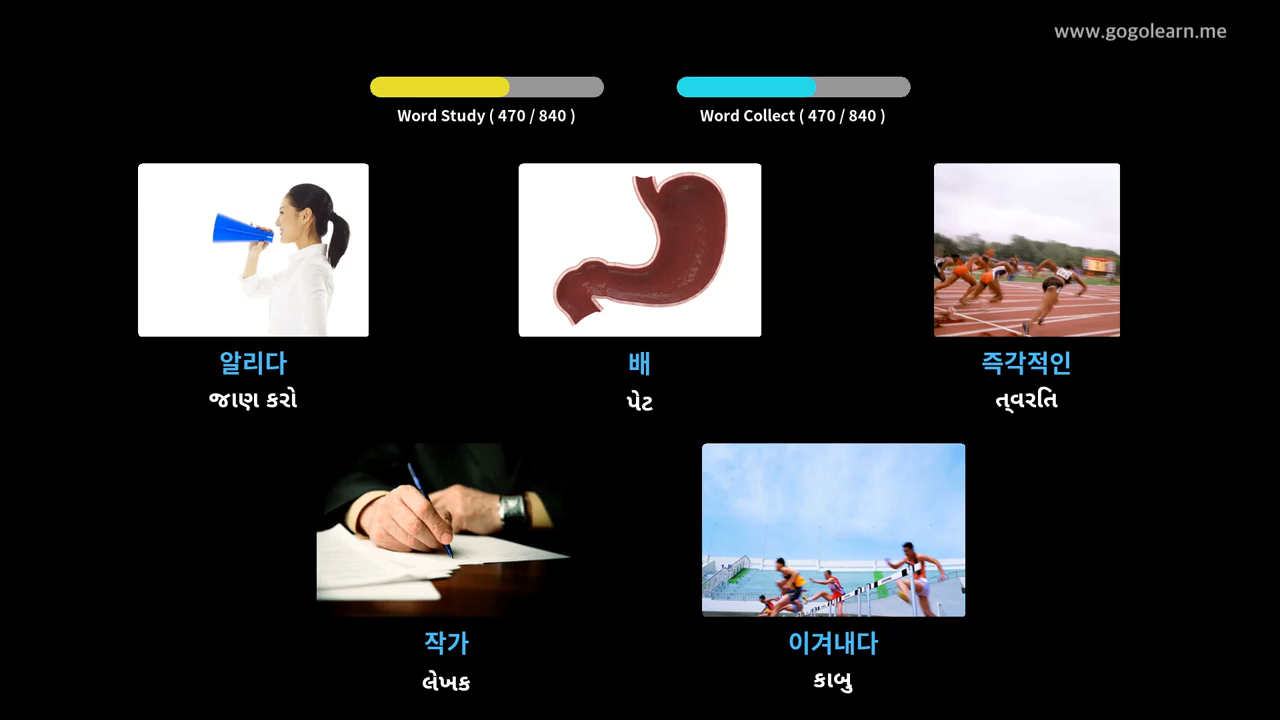 www.gogolearn.me
Word Study ( 470 / 840 )
Word Collect ( 470 / 840 )
알리다
જાણ કરો
배
પેટ
즉각적인
ત્વરતિ
작가
લેખક
이겨내다
કાબુ